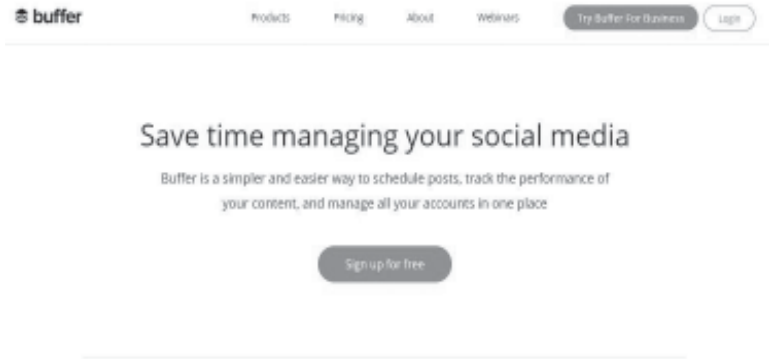 buffer
Products Pricing About Webinars Try Buffer For Business Login
Save time managing your social media
Buffer is a simpler and easier way to schedule posts, track the performance of
your content, and manage all your accounts in one place
Sign up for free